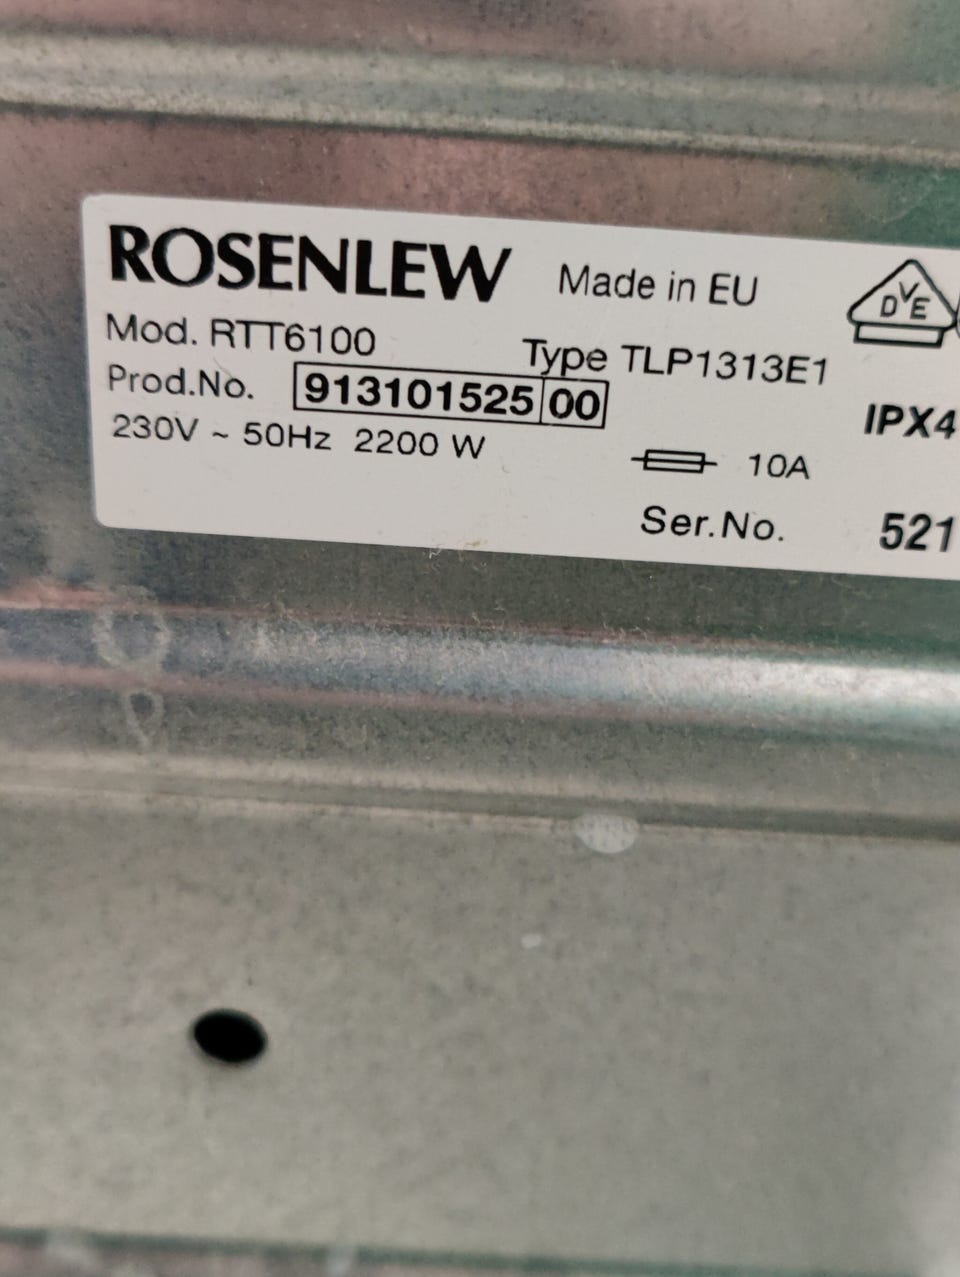 ROSENLEW Made in EU DVE
Mod. RTT6100 Type TLP1313E1
Prod.No. 913101525 00 IPX4
230V ~ 50Hz 2200 W 10A
Ser.No. 521